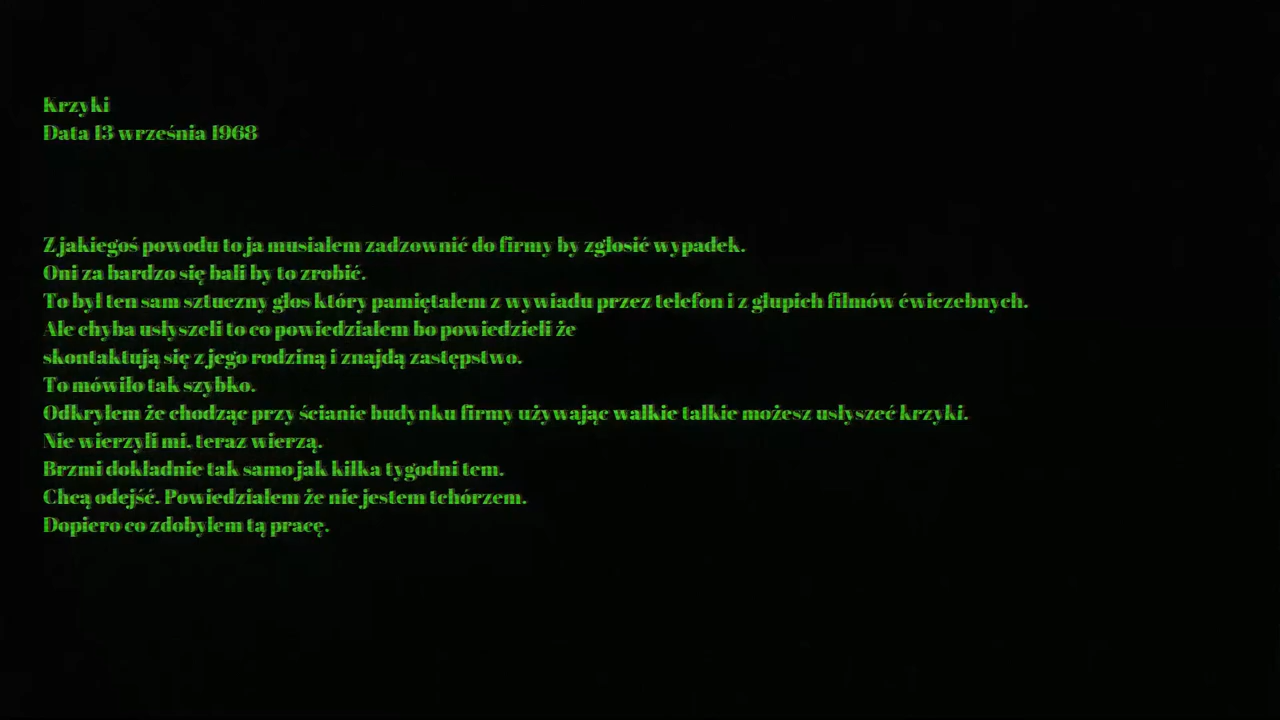 Krzyki
Data 13 września 1968
Z jakiegoś powodu to ja musiałem zadzownić do firmy by zgłosić wypadek.
Oni za bardzo się bali by to zrobić.
To był ten sam sztuczny głos który pamiętałem z wywiadu przez telefon i z głupich filmów ćwiczebnych.
Ale chyba usłyszeli to co powiedziałem bo powiedzieli że
skontaktują się z jego rodziną i znajdą zastępstwo.
To mówiło tak szybko.
Odkryłem że chodząc przy ścianie budynku firmy używając walkie talkie możesz usłyszeć krzyki.
Nie wierzyli mi, teraz wierzą.
Brzmi dokładnie tak samo jak kilka tygodni tem.
Chcą odejść. Powiedziałem że nie jestem tchórzem.
Dopiero co zdobyłem tą pracę.